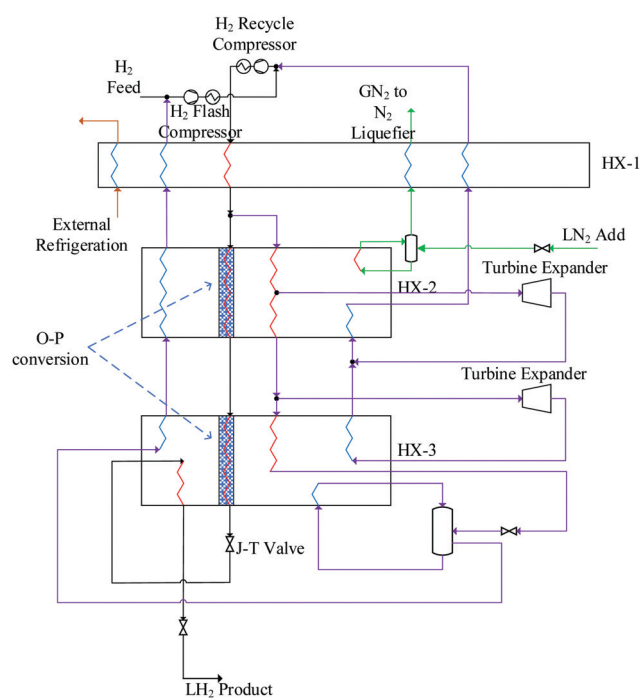 H2 Recycle
Compressor
H2
Feed
H2 Flash
Compressor
GN2 to
N2
Liquefier
HX-1
External
Refrigeration
LN2 Add
HX-2
Turbine Expander
O-P
conversion
Turbine Expander
HX-3
J-T Valve
LH2 Product